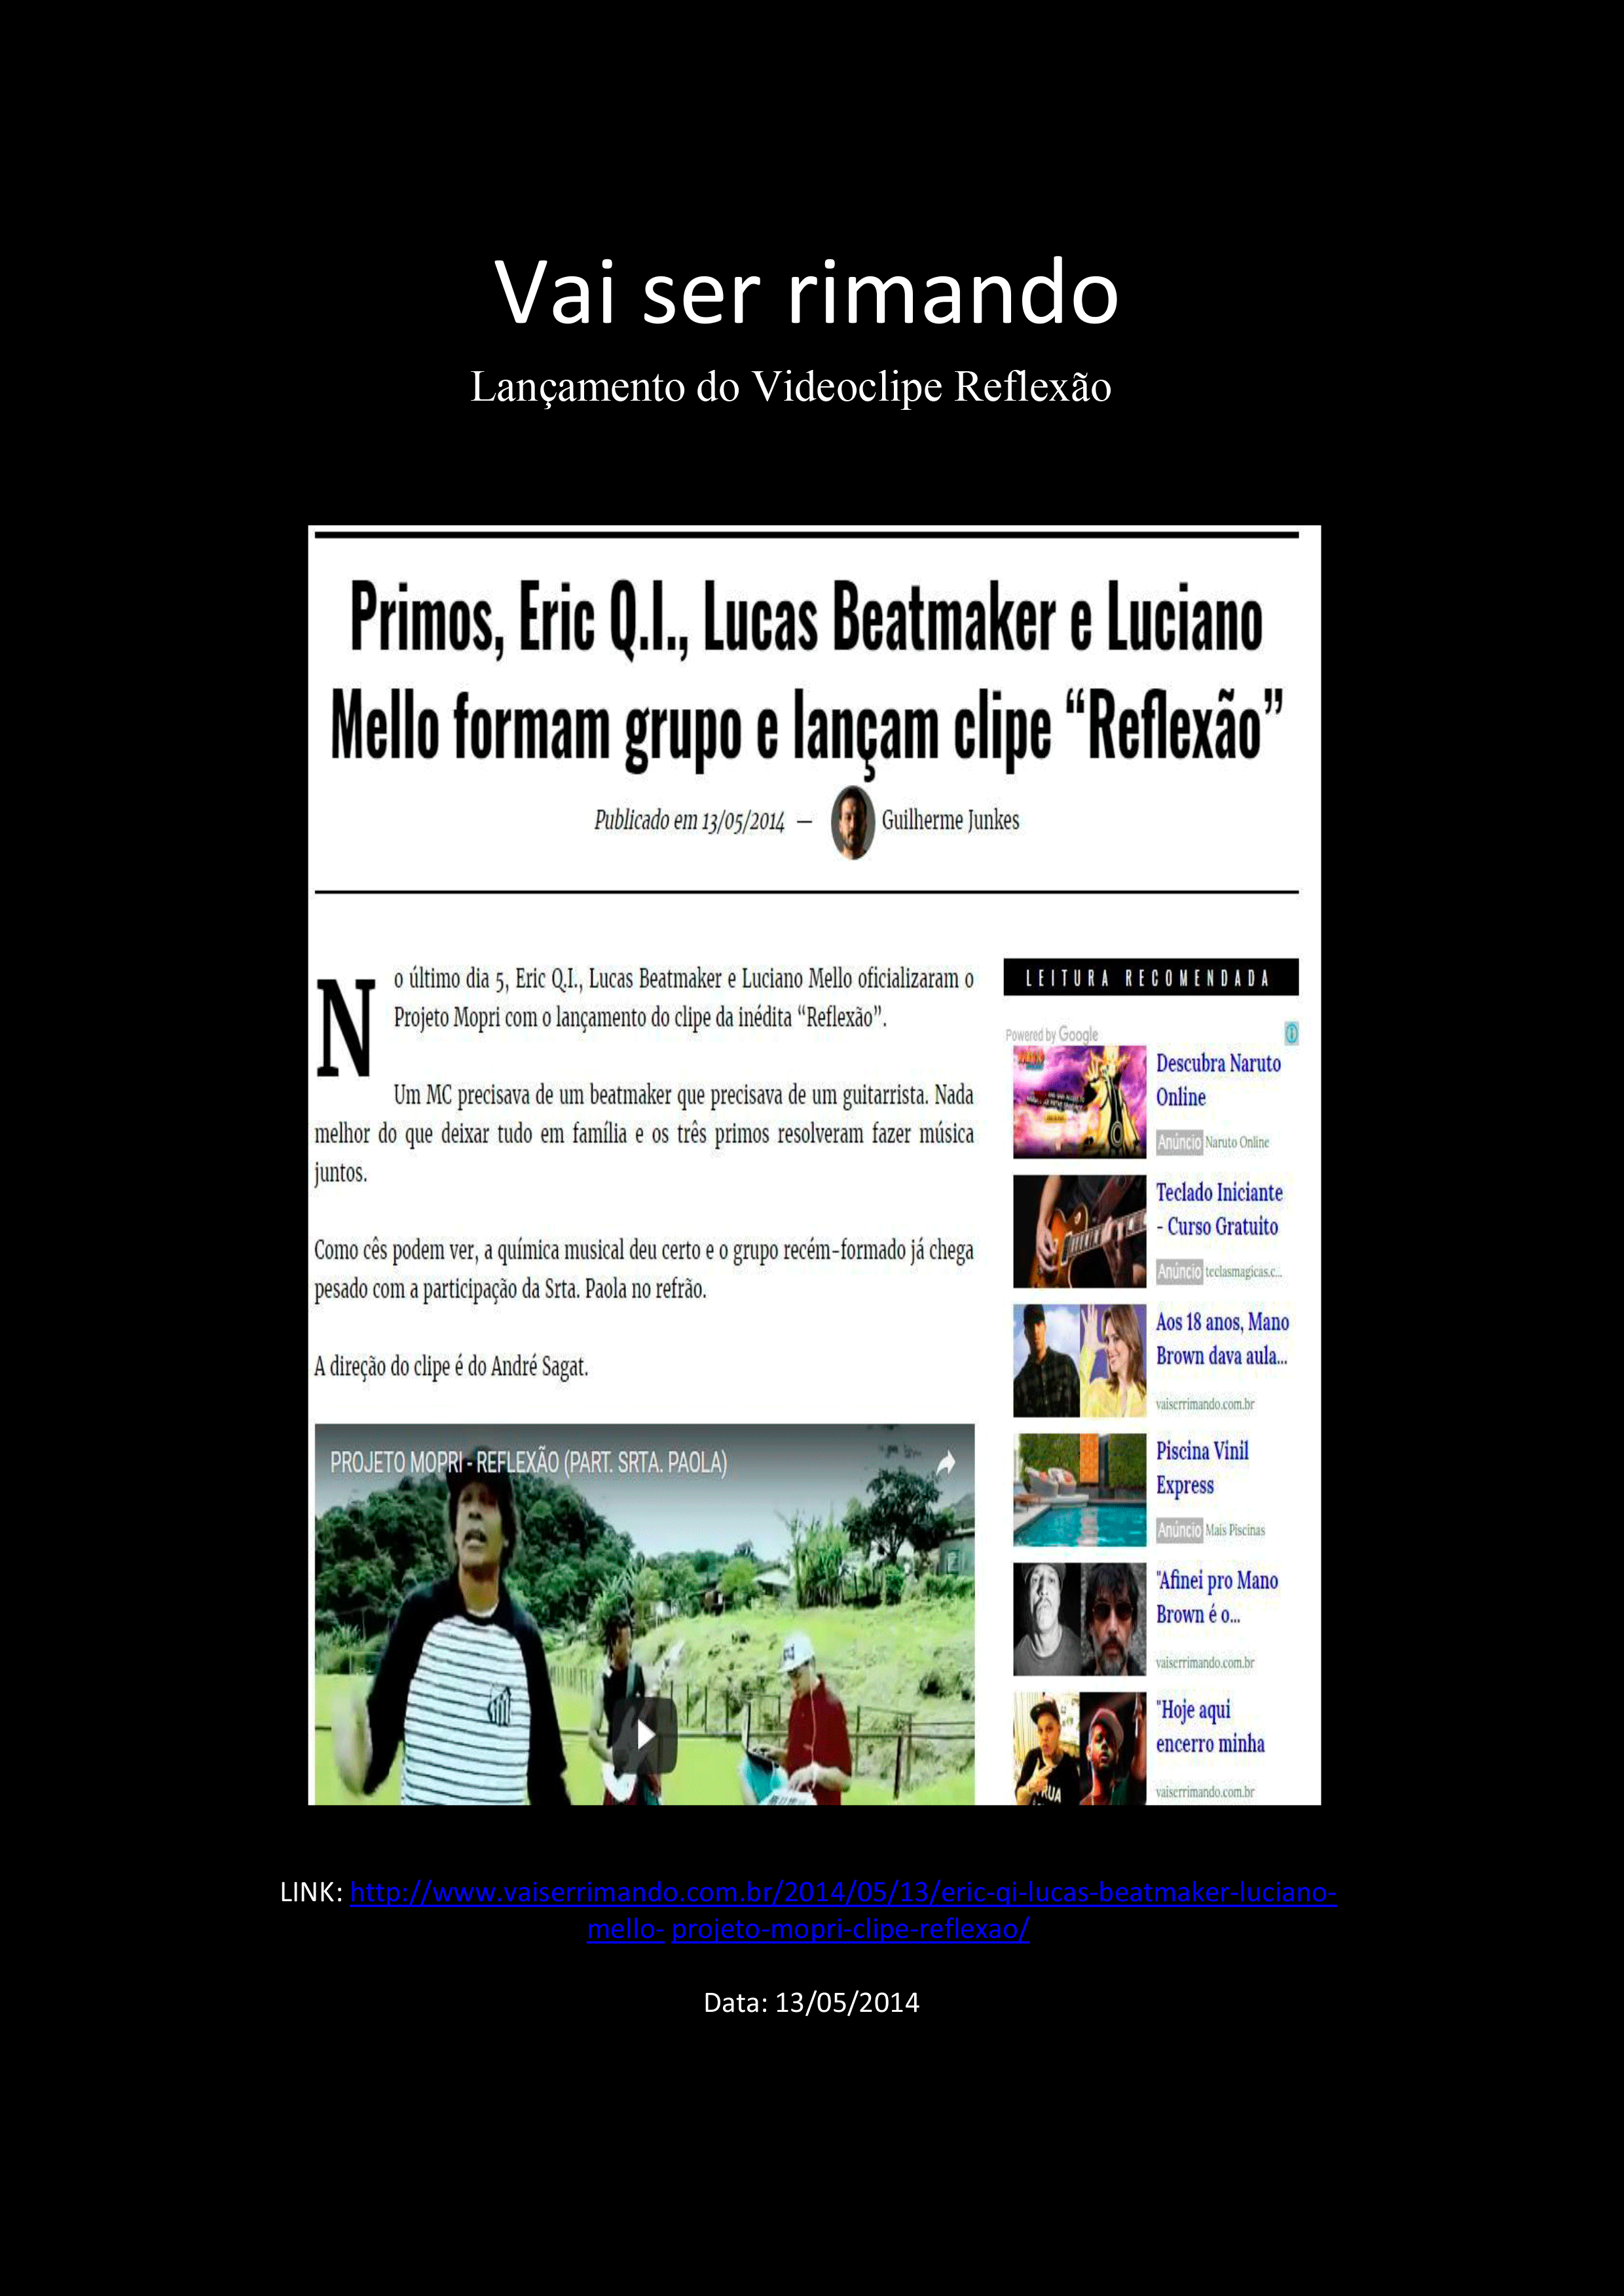 Vai ser rimando
Lançamento do Videoclipe Reflexão
Primos, Eric Q.I., Lucas Beatmaker e Luciano
Mello formam grupo e lançam clipe “Reflexão”
Publicado em 13/05/2014 — Guilherme Junkes
No último dia 5, Eric Q.I., Lucas Beatmaker e Luciano Mello oficializaram o
Projeto Mopri com o lançamento do clipe da inédita “Reflexão”.
Um MC precisava de um beatmaker que precisava de um guitarrista. Nada
melhor do que deixar tudo em família e os três primos resolveram fazer música
juntos.
Como cês podem ver, a química musical deu certo e o grupo recém-formado já chega
pesado com a participação da Srta. Paola no refrão.
A direção do clipe é do André Sagat.
PROJETO MOPRI - REFLEXÃO (PART. SRTA. PAOLA)
LEITURA RECOMENDADA
Powered by Google
Descubra Naruto
Online
Anúncio Naruto Online
Teclado Iniciante
- Curso Gratuito
Anúncio teclasmagicas.c...
Aos 18 anos, Mano
Brown dava aula...
vaiserrimando.com.br
Piscina Vinil
Express
Anúncio Mais Piscinas
"Afinei pro Mano
Brown é o...
vaiserrimando.com.br
"Hoje aqui
encerro minha
vaiserrimando.com.br
LINK: http://www.vaiserrimando.com.br/2014/05/13/eric-qi-lucas-beatmaker-luciano-
mello- projeto-mopri-clipe-reflexao/
Data: 13/05/2014